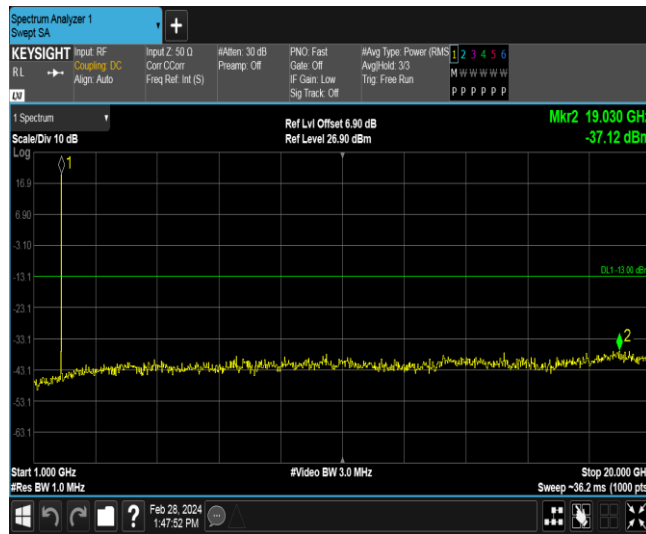 Spectrum Analyzer 1
Swept SA
+
KEYSIGHT
RL
LXI
Input: RF
Coupling: DC
Align: Auto
Input Z: 50 Ω
Corr CCorr
Freq Ref: Int (S)
#Atten: 30 dB
Preamp: Off
PNO: Fast
Gate: Off
IF Gain: Low
Sig Track: Off
#Avg Type: Power (RMS
Avg|Hold: 3/3
Trig: Free Run
1 2 3 4 5 6
M W W W W W
P P P P P P
1 Spectrum
Scale/Div 10 dB
Log
Ref Lvl Offset 6.90 dB
Ref Level 26.90 dBm
Mkr2 19.030 GHz
-37.12 dBm
1
16.9
6.90
-3.10
-13.1
DL1 -13.00 dBm
-23.1
-33.1
2
-43.1
-53.1
-63.1
Start 1.000 GHz
#Res BW 1.0 MHz
#Video BW 3.0 MHz
Stop 20.000 GH
Sweep ~36.2 ms (1000 pts
?
Feb 28, 2024
1:47:52 PM